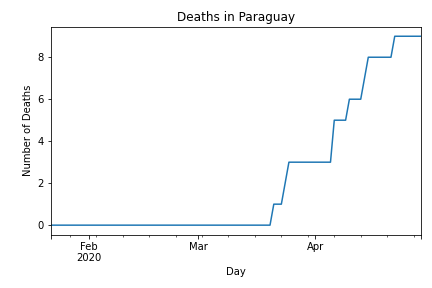 Deaths in Paraguay
Number of Deaths
8
6
4
2
0
Feb
2020
Mar
Apr
Day